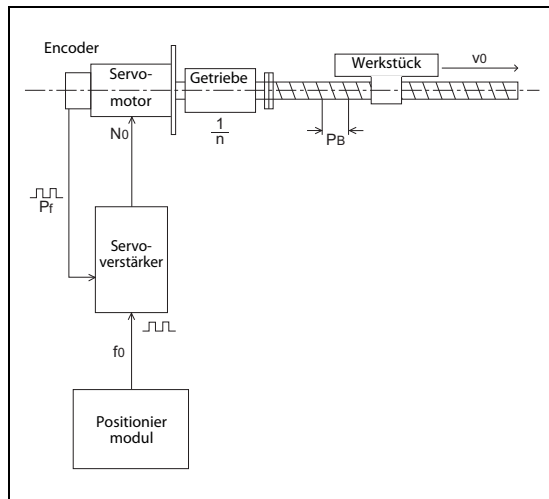 Encoder
Servo-
motor
Getriebe
Werkstück
v0
N0
1
n
PB
Pf
Servo-
verstärker
f0
Positionier
modul